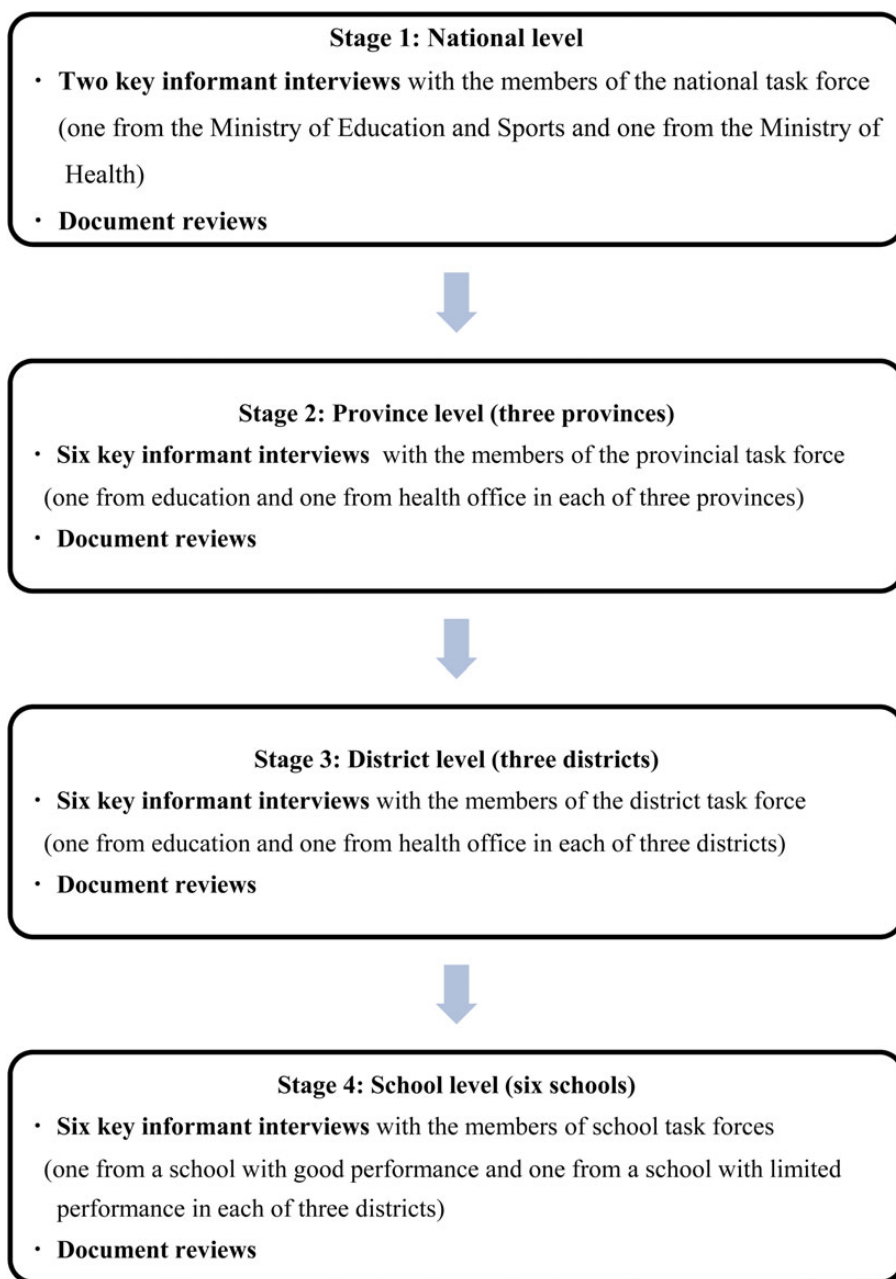 Stage 1: National level
· Two key informant interviews with the members of the national task force
(one from the Ministry of Education and Sports and one from the Ministry of
Health)
· Document reviews
Stage 2: Province level (three provinces)
· Six key informant interviews with the members of the provincial task force
(one from education and one from health office in each of three provinces)
· Document reviews
Stage 3: District level (three districts)
· Six key informant interviews with the members of the district task force
(one from education and one from health office in each of three districts)
· Document reviews
Stage 4: School level (six schools)
· Six key informant interviews with the members of school task forces
(one from a school with good performance and one from a school with limited
performance in each of three districts)
· Document reviews